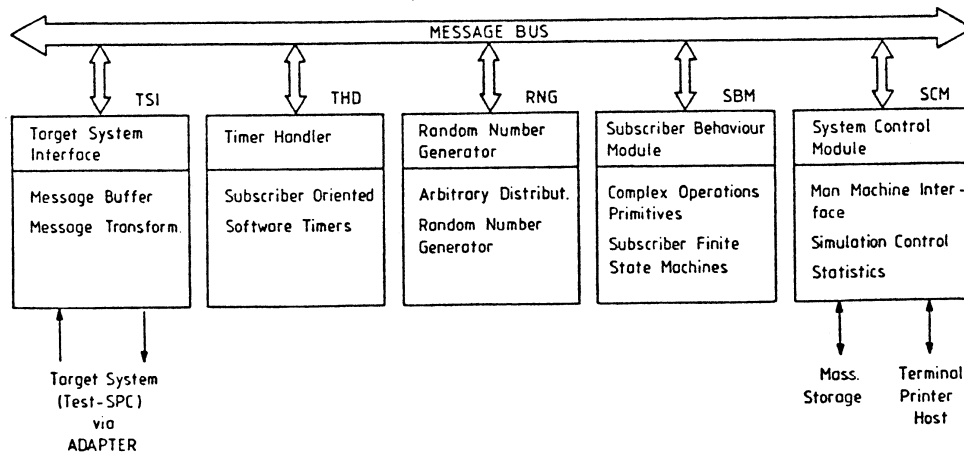 MESSAGE BUS
TSI
Target System
Interface
Message Buffer
Message Transform.
THD
Timer Handler
Subscriber Oriented
Software Timers
RNG
Random Number
Generator
Arbitrary Distribut.
Random Number
Generator
SBM
Subscriber Behaviour
Module
Complex Operations
Primitives
Subscriber Finite
State Machines
SCM
System Control
Module
Man Machine Inter-
face
Simulation Control
Statistics
Target System
(Test-SPC)
via
ADAPTER
Mass.
Storage
Terminal
Printer
Host